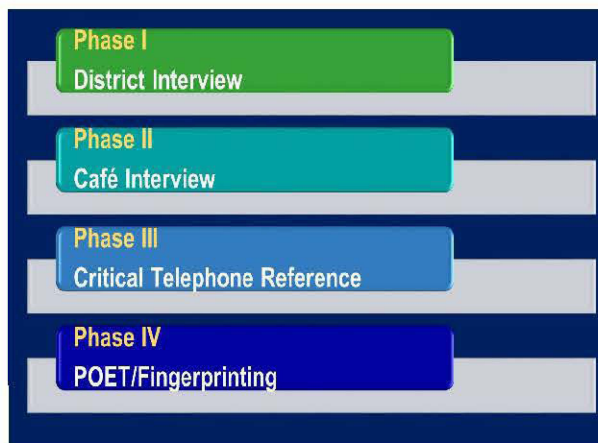 Phase I
District Interview
Phase II
Café Interview
Phase III
Critical Telephone Reference
Phase IV
POET/Fingerprinting